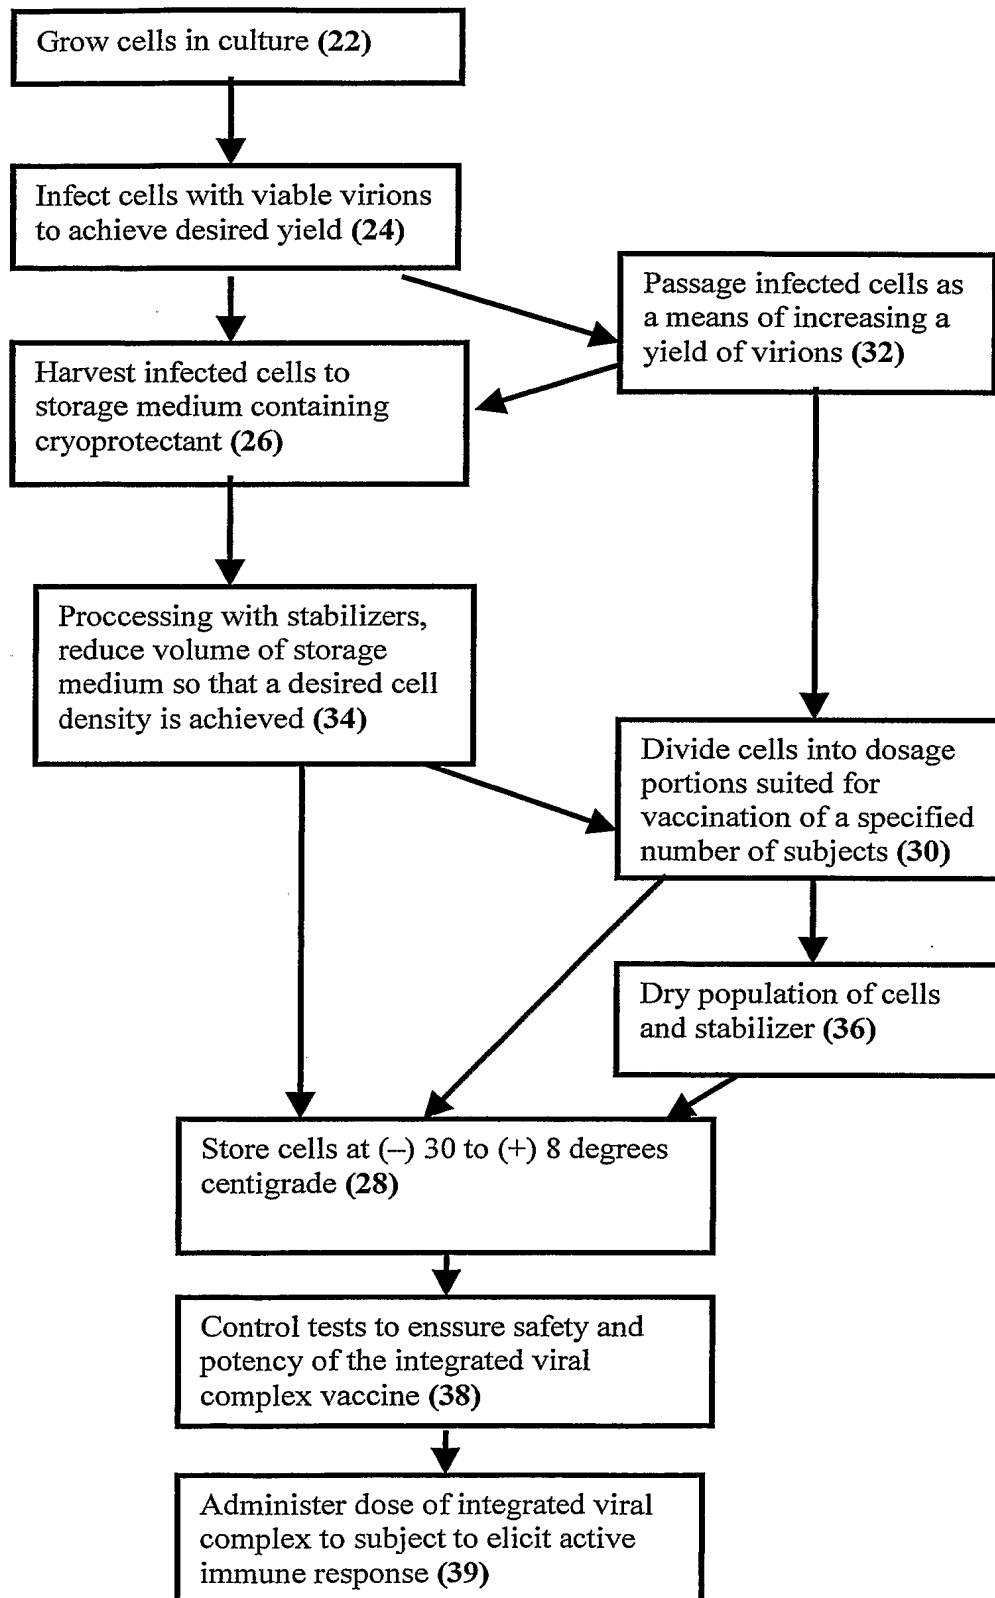 Grow cells in culture (22)
Infect cells with viable virions
to achieve desired yield (24)
Passage infected cells as
a means of increasing a
yield of virions (32)
Harvest infected cells to
storage medium containing
cryoprotectant (26)
Proccessing with stabilizers,
reduce volume of storage
medium so that a desired cell
density is achieved (34)
Divide cells into dosage
portions suited for
vaccination of a specified
number of subjects (30)
Dry population of cells
and stabilizer (36)
Store cells at (–) 30 to (+) 8 degrees
centigrade (28)
Control tests to enssure safety and
potency of the integrated viral
complex vaccine (38)
Administer dose of integrated viral
complex to subject to elicit active
immune response (39)